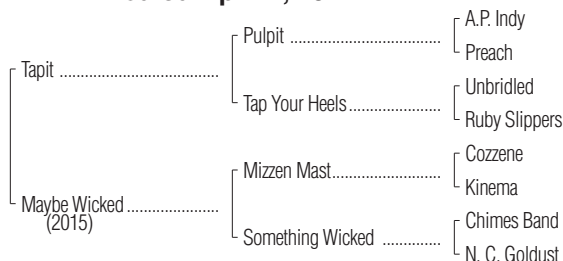 A.P. Indy
Pulpit
Preach
Tapit
Unbridled
Tap Your Heels
Ruby Slippers
Cozzene
Mizzen Mast
Kinema
Maybe Wicked
(2015)
Chimes Band
Something Wicked
N. C. Goldust